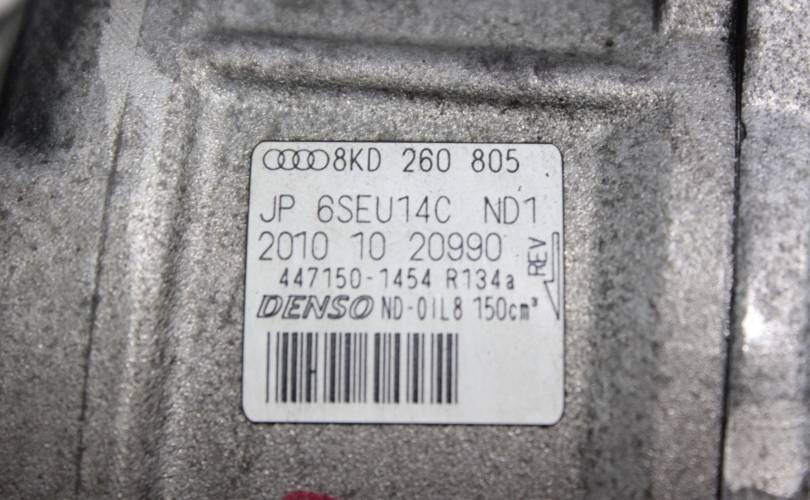 8KD 260 805
JP 6SEU14C ND1
2010 10 20990
REV
447150-1454 R134a
DENSO ND-OIL8 150cm³